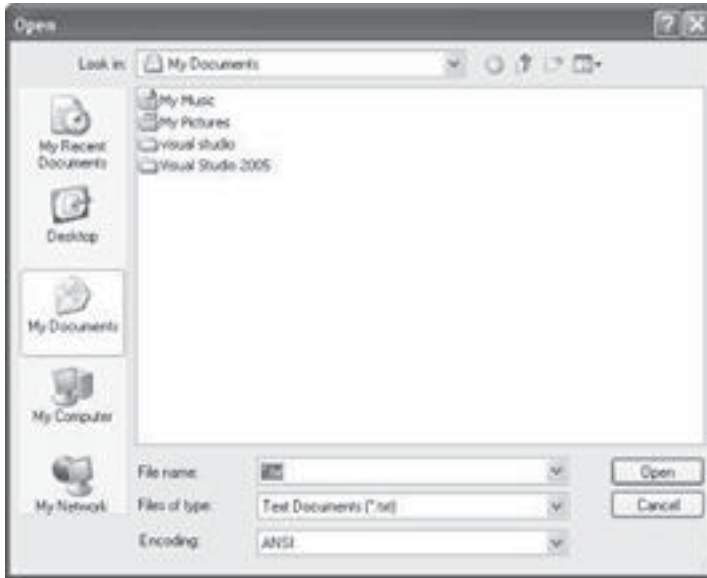 Open
Look in: My Documents
My Music
My Pictures
visual studio
Visual Studio 2005
My Recent
Documents
Desktop
My Documents
My Computer
My Network
File name:
Open
Files of type: Text Documents (*.txt)
Cancel
Encoding: ANSI